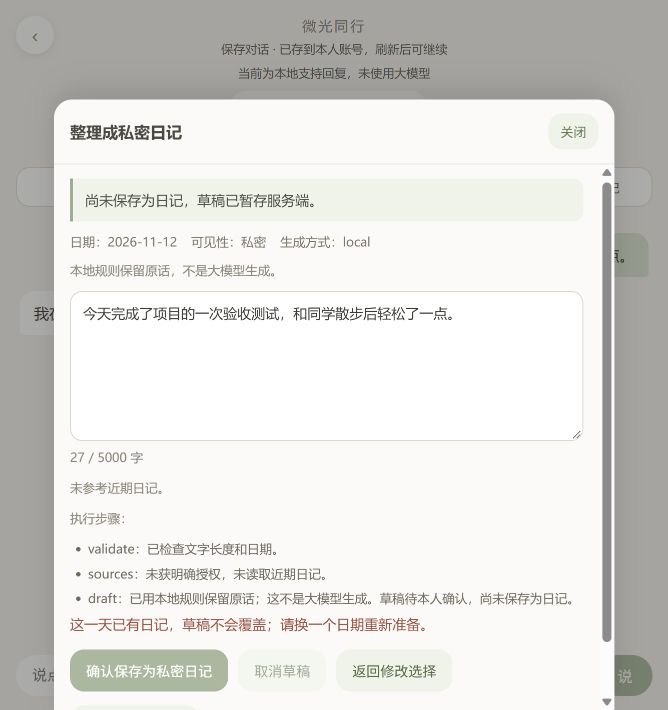 ‹
微光同行
保存对话 · 已存到本人账号，刷新后可继续
当前为本地支持回复，未使用大模型
整理成私密日记
关闭
尚未保存为日记，草稿已暂存服务端。
日期：2026-11-12 可见性：私密 生成方式：local
本地规则保留原话，不是大模型生成。
今天完成了项目的一次验收测试，和同学散步后轻松了一点。
27 / 5000 字
未参考近期日记。
执行步骤：
• validate：已检查文字长度和日期。
• sources：未获明确授权，未读取近期日记。
• draft：已用本地规则保留原话；这不是大模型生成。草稿待本人确认，尚未保存为日记。
这一天已有日记，草稿不会覆盖；请换一个日期重新准备。
确认保存为私密日记
取消草稿
返回修改选择
我
说
说